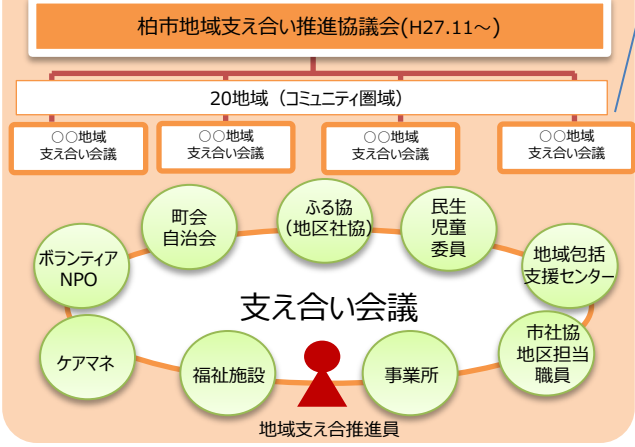 柏市地域支え合い推進協議会(H27.11～)
20地域（コミュニティ圏域）
○○地域
支え合い会議
○○地域
支え合い会議
○○地域
支え合い会議
○○地域
支え合い会議
町会
自治会
ふる協
(地区社協)
民生
児童
委員
ボランティア
NPO
地域包括
支援センター
支え合い会議
ケアマネ
福祉施設
事業所
市社協
地区担当
職員
地域支え合推進員